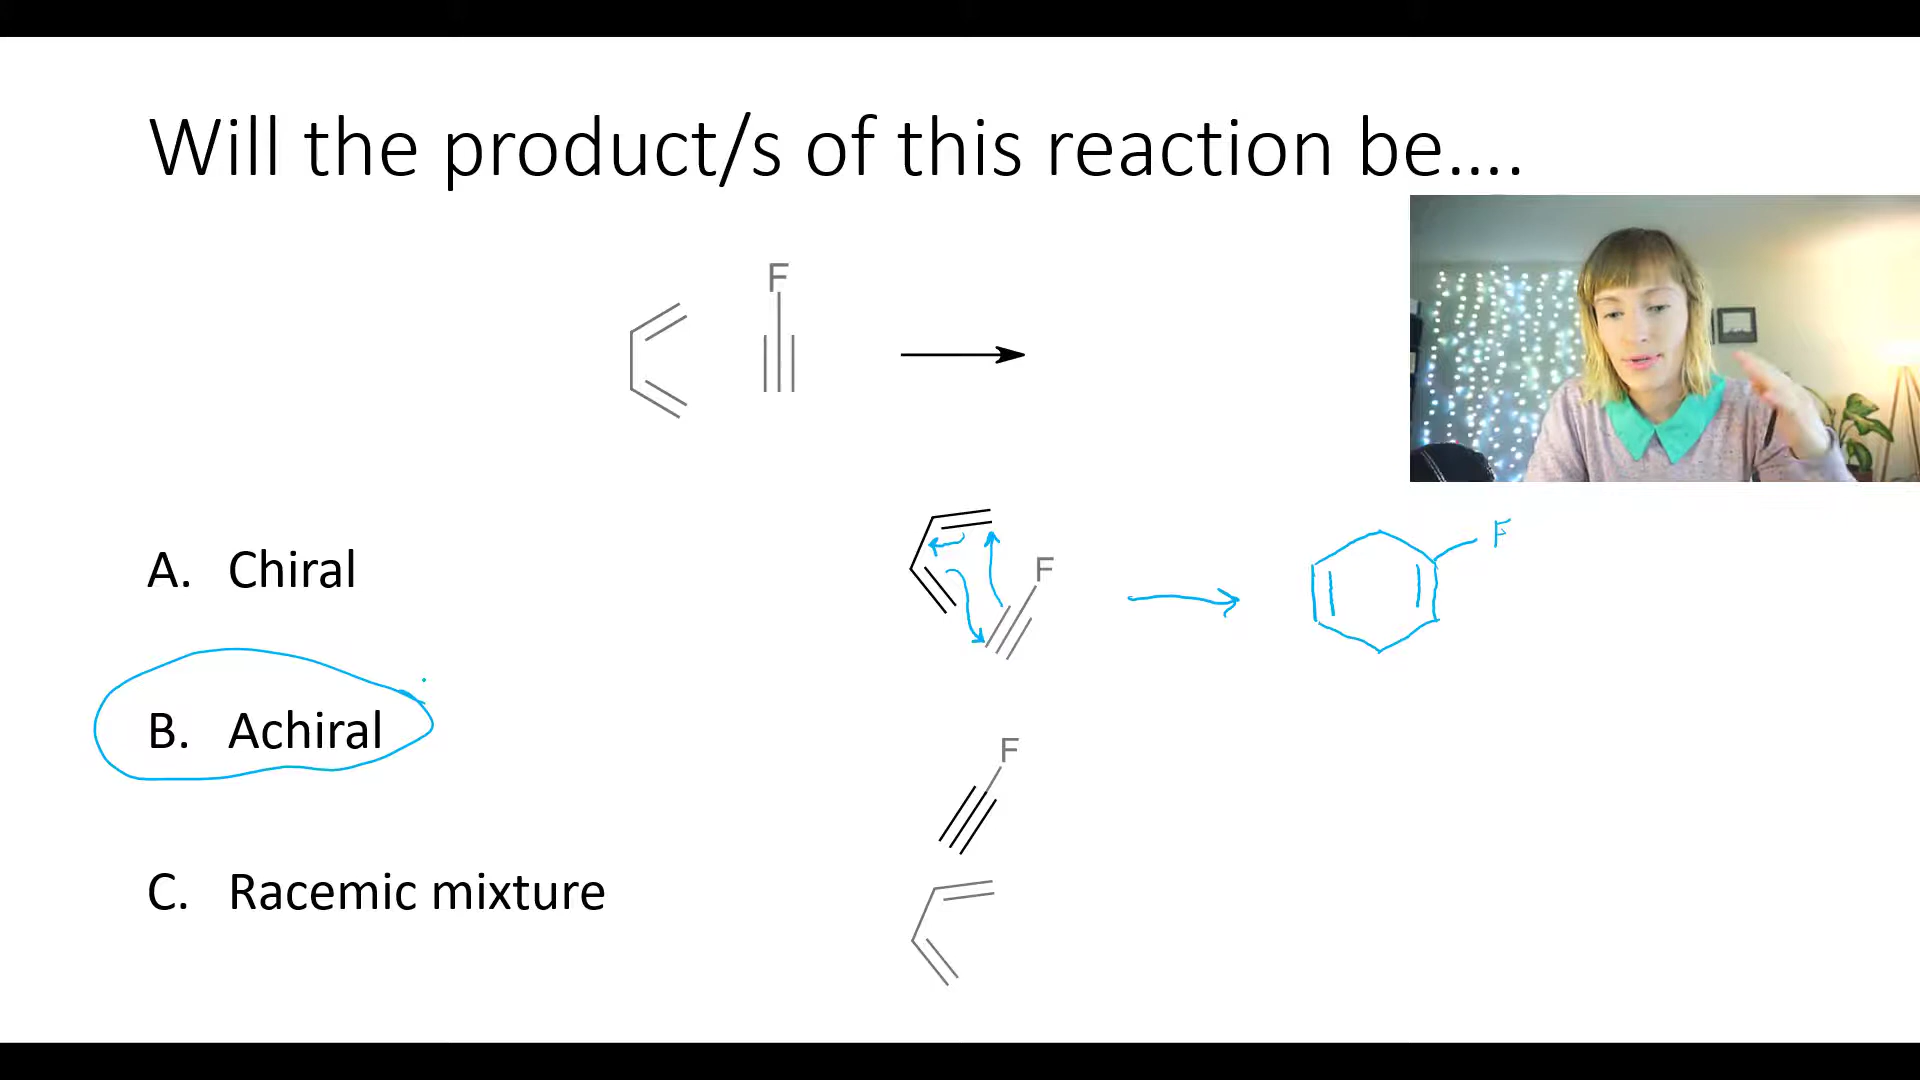 Will the product/s of this reaction be....
F
A. Chiral
F
F
B. Achiral
F
C. Racemic mixture